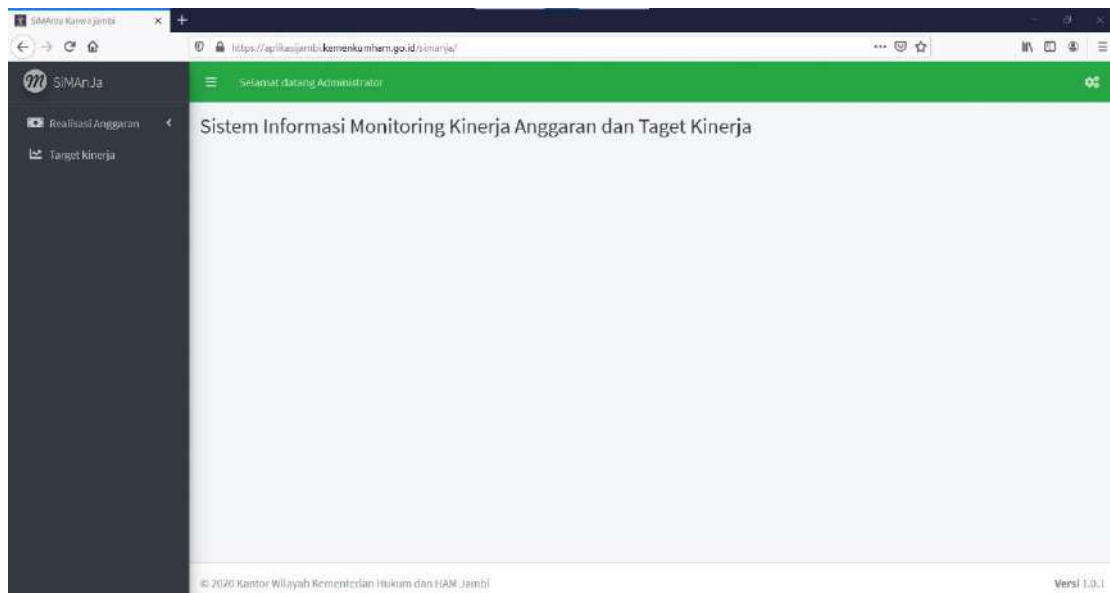 SiMAnJa Kanwil Jambi
https://aplikasijambi.kemenkumham.go.id/simanja/
SiMAnJa
Selamat datang Administrator
Realisasi Anggaran
Target Kinerja
Sistem Informasi Monitoring Kinerja Anggaran dan Taget Kinerja
© 2020 Kantor Wilayah Kementerian Hukum dan HAM Jambi
Versi 1.0.1